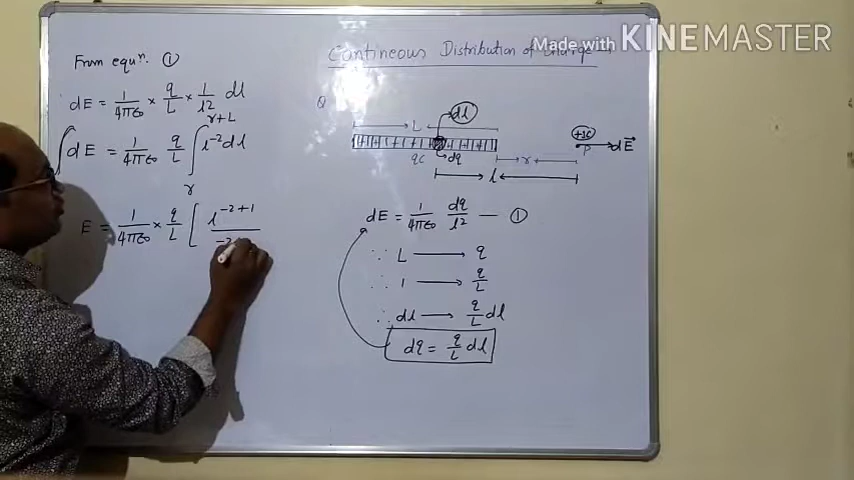 Made with KINEMASTER
Contineous Distribution of Charge
From equⁿ. ①
dE = 1/4πε₀ × q/L × 1/l² dl
∫dE = 1/4πε₀ q/L ∫ᵣ^(r+L) l⁻² dl
E = 1/4πε₀ × q/L [ l^(-2+1) / -2+
Q
L
dl
qc
dq
r
l
+1C
P
dE⃗
dE = 1/4πε₀ dq/l² — ①
∵ L ⟶ q
∴ 1 ⟶ q/L
∴ dl ⟶ q/L dl
dq = q/L dl